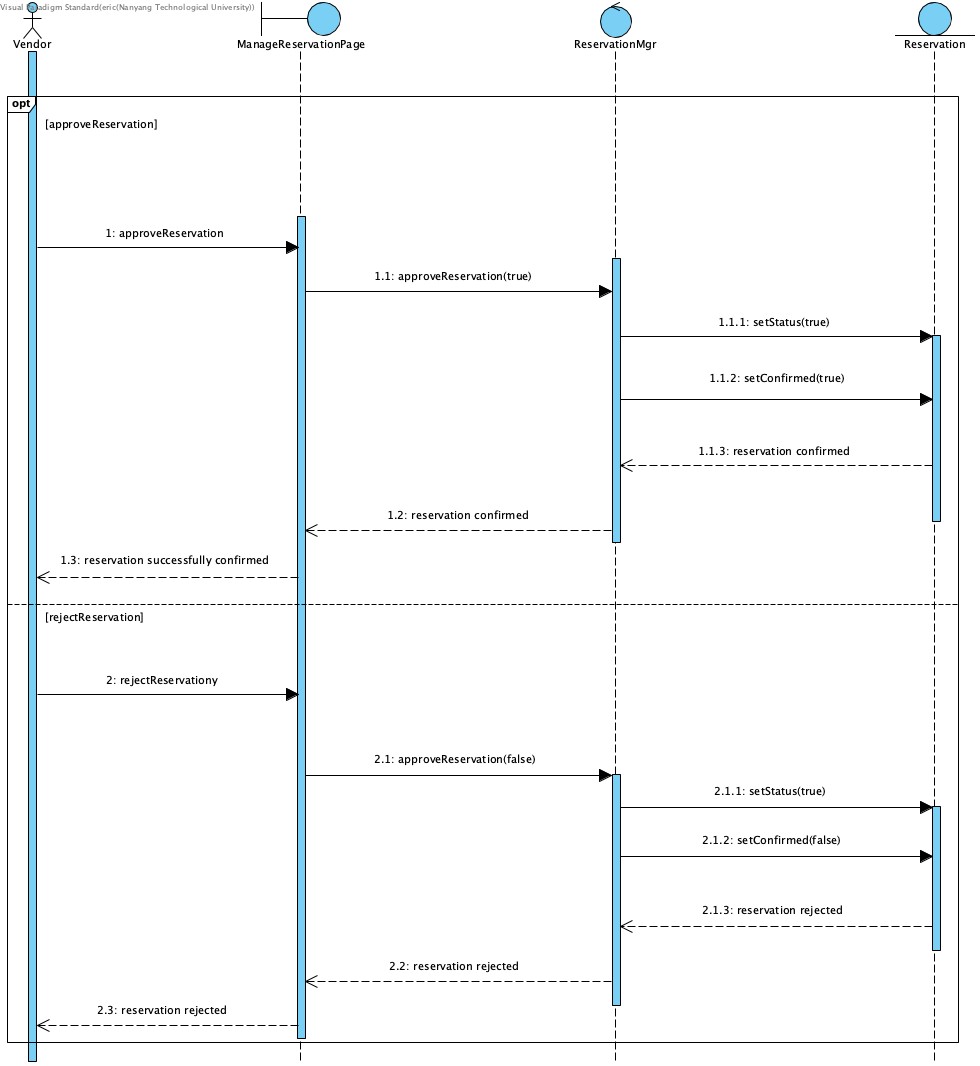 Visual Paradigm Standard(eric(Nanyang Technological University))
Vendor
ManageReservationPage
ReservationMgr
Reservation
opt
[approveReservation]
1: approveReservation
1.1: approveReservation(true)
1.1.1: setStatus(true)
1.1.2: setConfirmed(true)
1.1.3: reservation confirmed
1.2: reservation confirmed
1.3: reservation successfully confirmed
[rejectReservation]
2: rejectReservationy
2.1: approveReservation(false)
2.1.1: setStatus(true)
2.1.2: setConfirmed(false)
2.1.3: reservation rejected
2.2: reservation rejected
2.3: reservation rejected